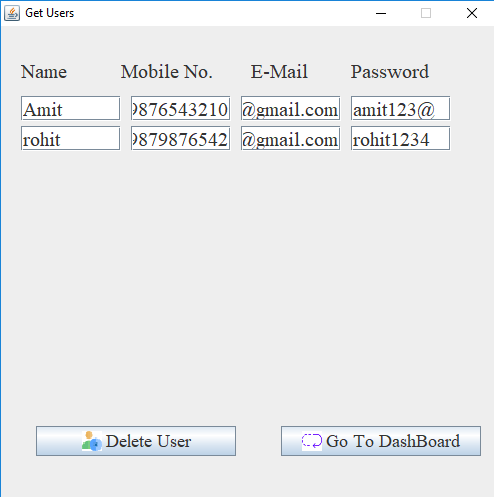 Get Users
Name Mobile No. E-Mail Password
Amit 9876543210 @gmail.com amit123@
rohit 9879876542 @gmail.com rohit1234
Delete User Go To DashBoard